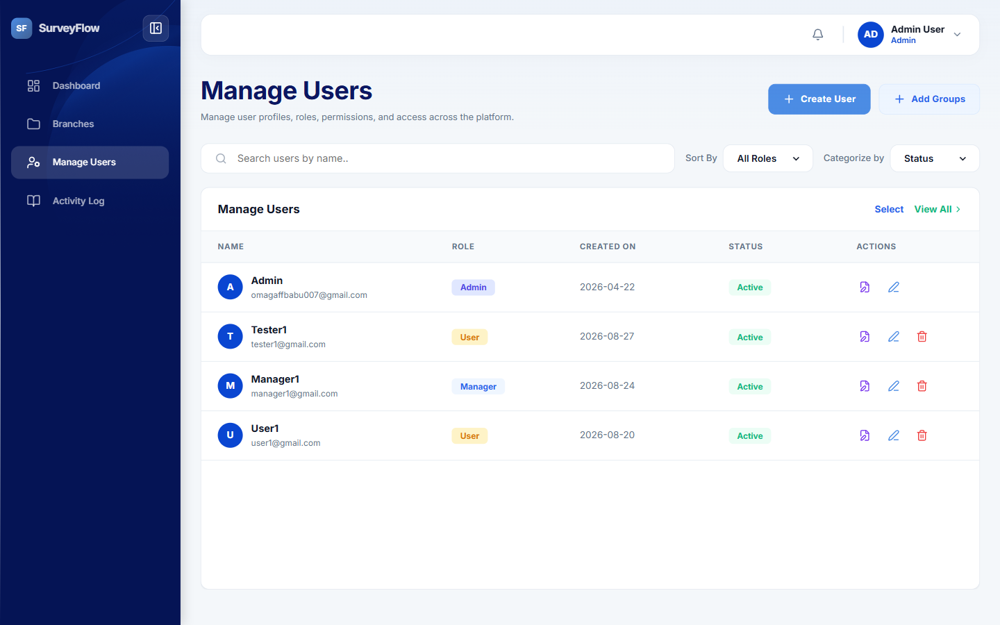 SF SurveyFlow
Dashboard
Branches
Manage Users
Activity Log
AD Admin User
Admin
Manage Users
Manage user profiles, roles, permissions, and access across the platform.
Create User Add Groups
Search users by name.. Sort By All Roles Categorize by Status
Manage Users Select View All
NAME ROLE CREATED ON STATUS ACTIONS
A Admin Admin 2026-04-22 Active
omagaffbabu007@gmail.com
T Tester1 User 2026-08-27 Active
tester1@gmail.com
M Manager1 Manager 2026-08-24 Active
manager1@gmail.com
U User1 User 2026-08-20 Active
user1@gmail.com